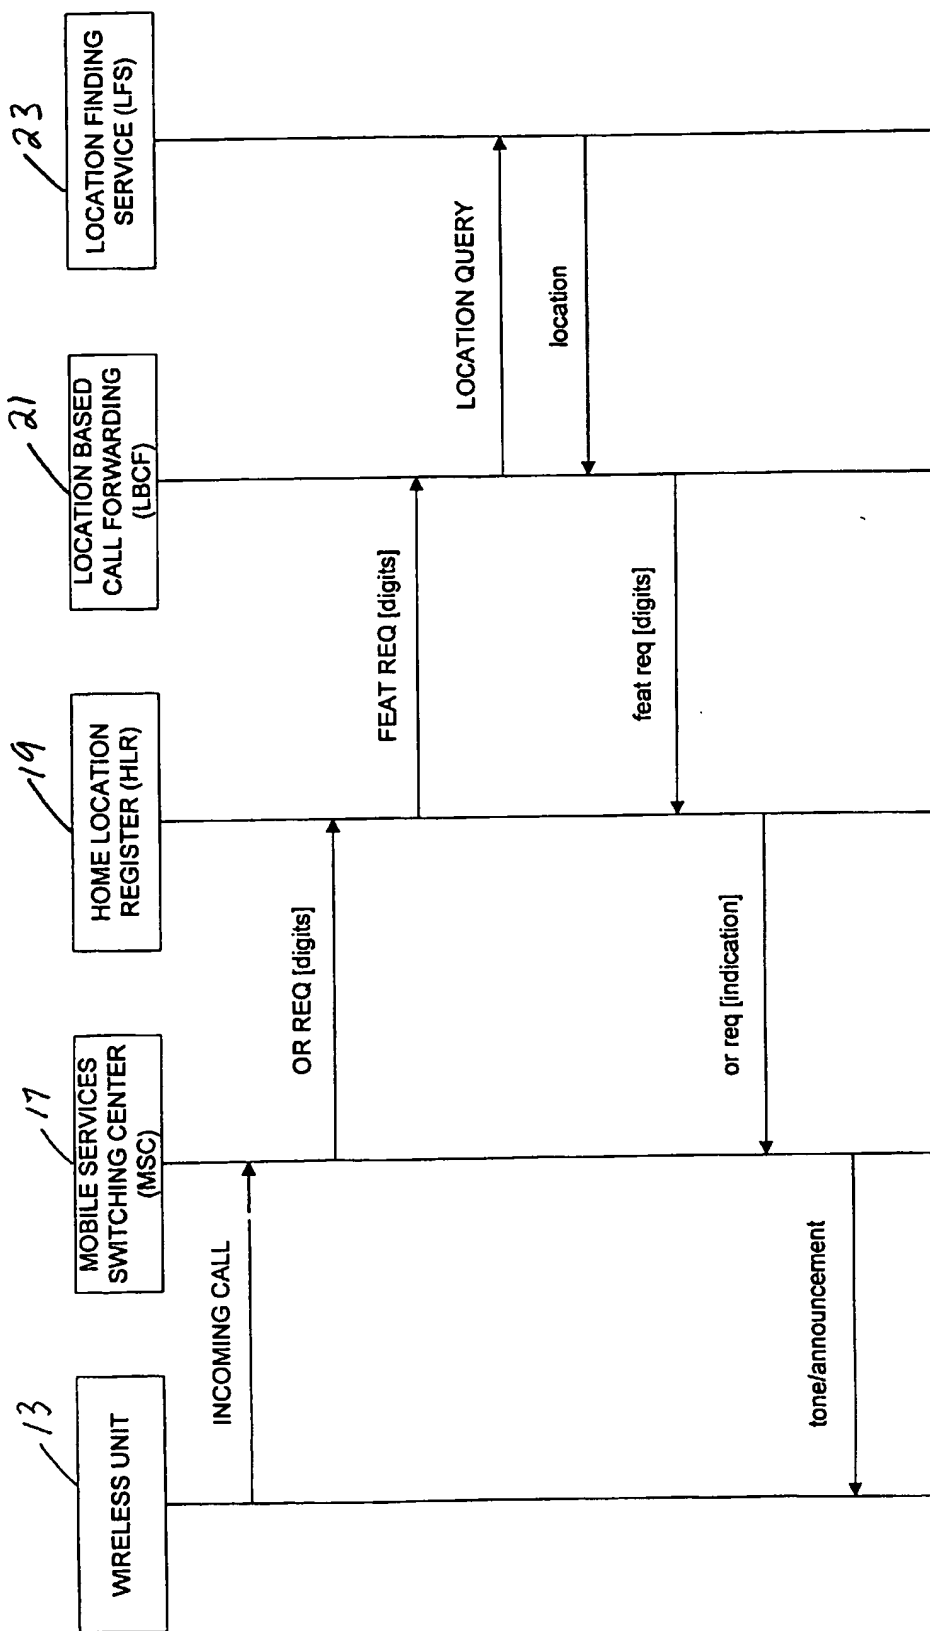 13
WIRELESS UNIT
17
MOBILE SERVICES
SWITCHING CENTER
(MSC)
19
HOME LOCATION
REGISTER (HLR)
21
LOCATION BASED
CALL FORWARDING
(LBCF)
23
LOCATION FINDING
SERVICE (LFS)
INCOMING CALL
OR REQ [digits]
FEAT REQ [digits]
LOCATION QUERY
location
feat req [digits]
or req [indication]
tone/announcement